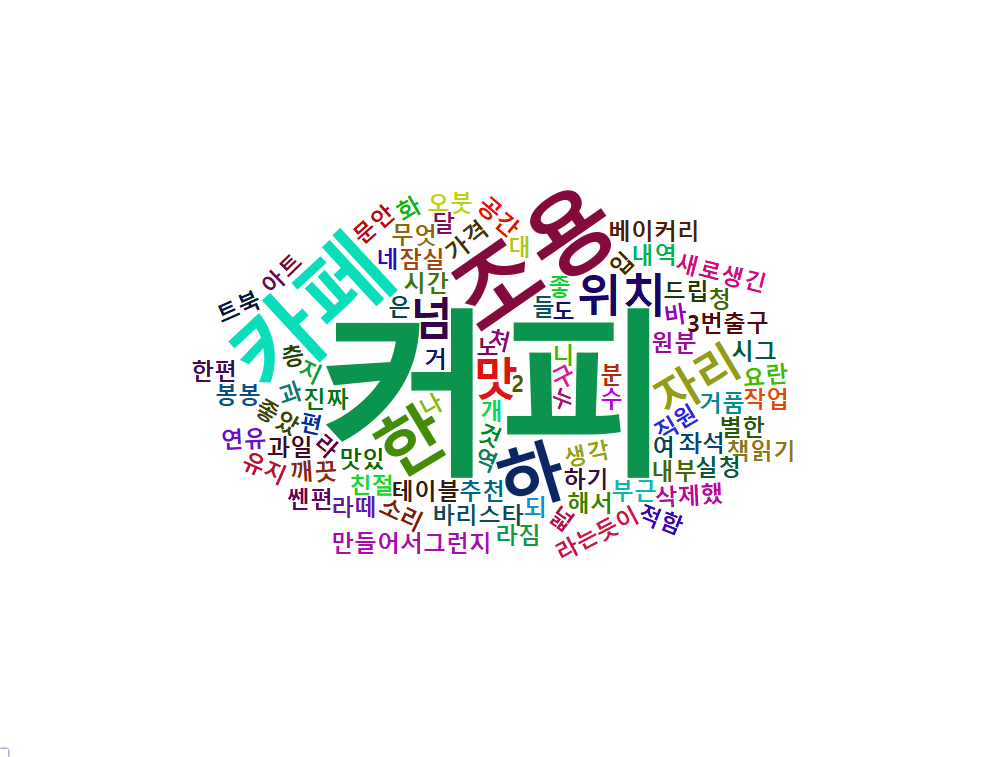 오붓
공간
화
문안
달
무엇
가격
대
조용
베이커리
네
잠실
음
내역
새로생긴
카페
아트
트북
시간
좋
위치
드립
청
은
넘
들
도
바
3번출구
커피
노
처
원분
시그
한편
층
지
거
맛
2
니
구
수
분
수
자리
요란
봉봉
과
진짜
나
개
거품
작업
좋았
편
한
것
직원
별한
연유
과일
라
역
하
생각
여
좌석
책읽기
유지
깨끗
맛있
하기
내부
실청
친절
쎈편
테이블
추천
부근
삭제했
라떼
소리
바리스타
되
해서
넓
적함
만들어서그런지
라짐
라는듯이